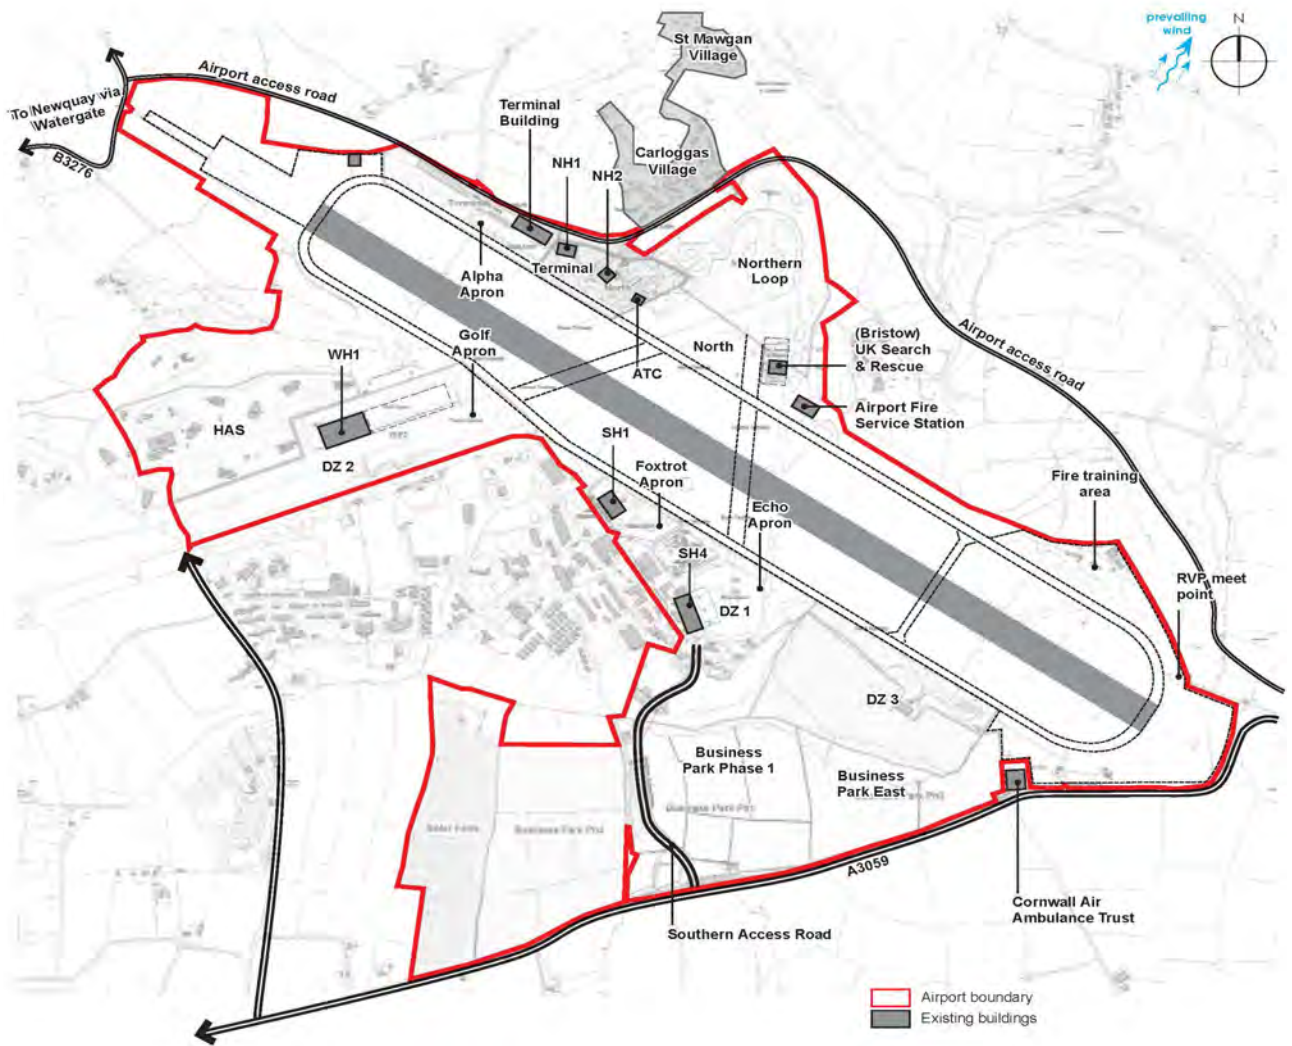 prevailing
wind
N
St Mawgan
Village
Airport access road
To Newquay via
Watergate
B3276
Terminal
Building
NH1
NH2
Carloggas
Village
Alpha
Apron
Terminal
Northern
Loop
Golf
Apron
WH1
ATC
North
(Bristow)
UK Search
& Rescue
Airport access road
Airport Fire
Service Station
HAS
DZ 2
SH1
Foxtrot
Apron
Echo
Apron
Fire training
area
SH4
DZ 1
RVP meet
point
DZ 3
Business
Park Phase 1
Business
Park East
Business Park Ph2
A3059
Cornwall Air
Ambulance Trust
Southern Access Road
Airport boundary
Existing buildings